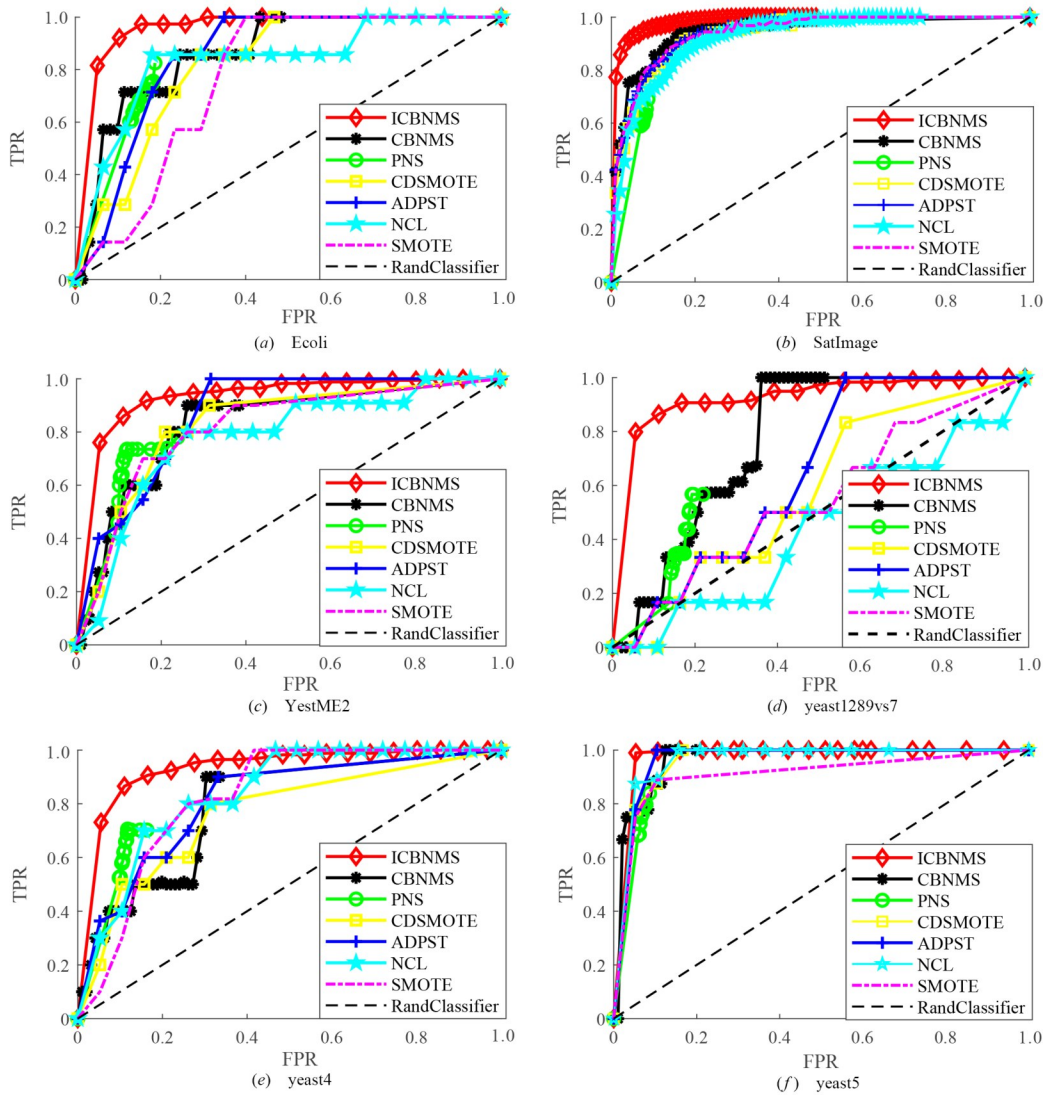 1.0
0.8
0.6
0.4
0.2
0
TPR
0 0.2 0.4 0.6 0.8 1.0
FPR
ICBNMS
CBNMS
PNS
CDSMOTE
ADPST
NCL
SMOTE
RandClassifier
(a) Ecoli
1.0
0.8
0.6
0.4
0.2
0
TPR
0 0.2 0.4 0.6 0.8 1.0
FPR
ICBNMS
CBNMS
PNS
CDSMOTE
ADPST
NCL
SMOTE
RandClassifier
(b) SatImage
1.0
0.8
0.6
0.4
0.2
0
TPR
0 0.2 0.4 0.6 0.8 1.0
FPR
ICBNMS
CBNMS
PNS
CDSMOTE
ADPST
NCL
SMOTE
RandClassifier
(c) YestME2
1.0
0.8
0.6
0.4
0.2
0
TPR
0 0.2 0.4 0.6 0.8 1.0
FPR
ICBNMS
CBNMS
PNS
CDSMOTE
ADPST
NCL
SMOTE
RandClassifier
(d) yeast1289vs7
1.0
0.8
0.6
0.4
0.2
0
TPR
0 0.2 0.4 0.6 0.8 1.0
FPR
ICBNMS
CBNMS
PNS
CDSMOTE
ADPST
NCL
SMOTE
RandClassifier
(e) yeast4
1.0
0.8
0.6
0.4
0.2
0
TPR
0 0.2 0.4 0.6 0.8 1.0
FPR
ICBNMS
CBNMS
PNS
CDSMOTE
ADPST
NCL
SMOTE
RandClassifier
(f) yeast5